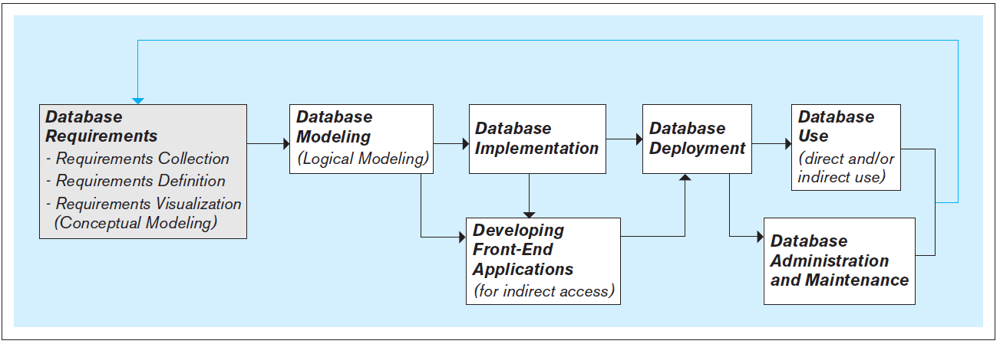 Database
Requirements
- Requirements Collection
- Requirements Definition
- Requirements Visualization
(Conceptual Modeling)
Database
Modeling
(Logical Modeling)
Database
Implementation
Developing
Front-End
Applications
(for indirect access)
Database
Deployment
Database
Use
(direct and/or
indirect use)
Database
Administration
and Maintenance